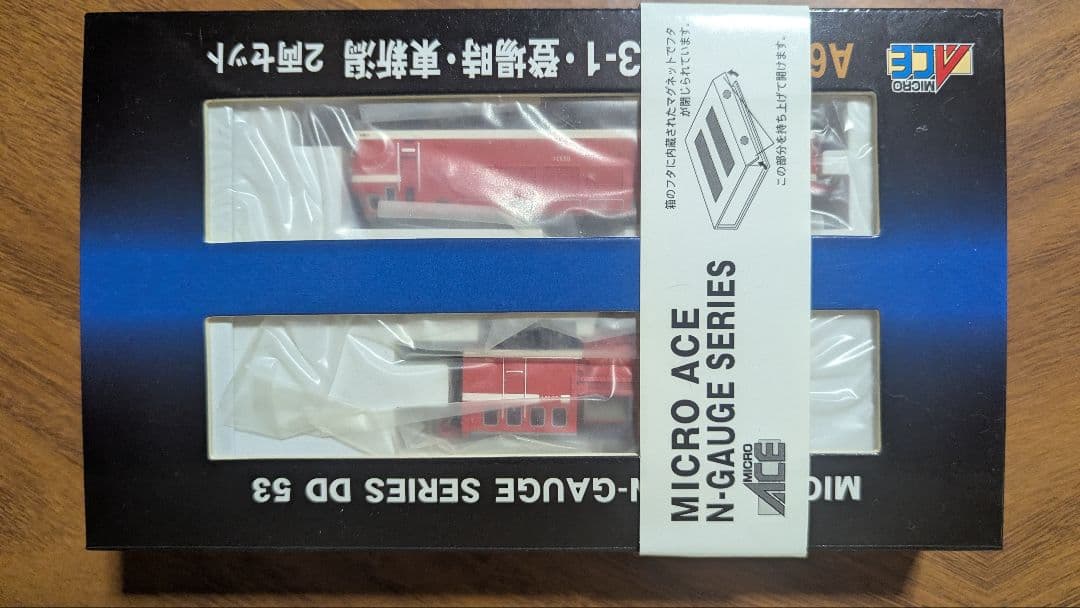 MICRO
ACE
A6
3-1・登場時・東新潟 2両セット
箱のフタに内蔵されたマグネットでフタ
が閉じられています。
この部分を持ち上げて開けます。
MICRO ACE
N-GAUGE SERIES
MICRO
ACE
MIC
N-GAUGE SERIES DD 53